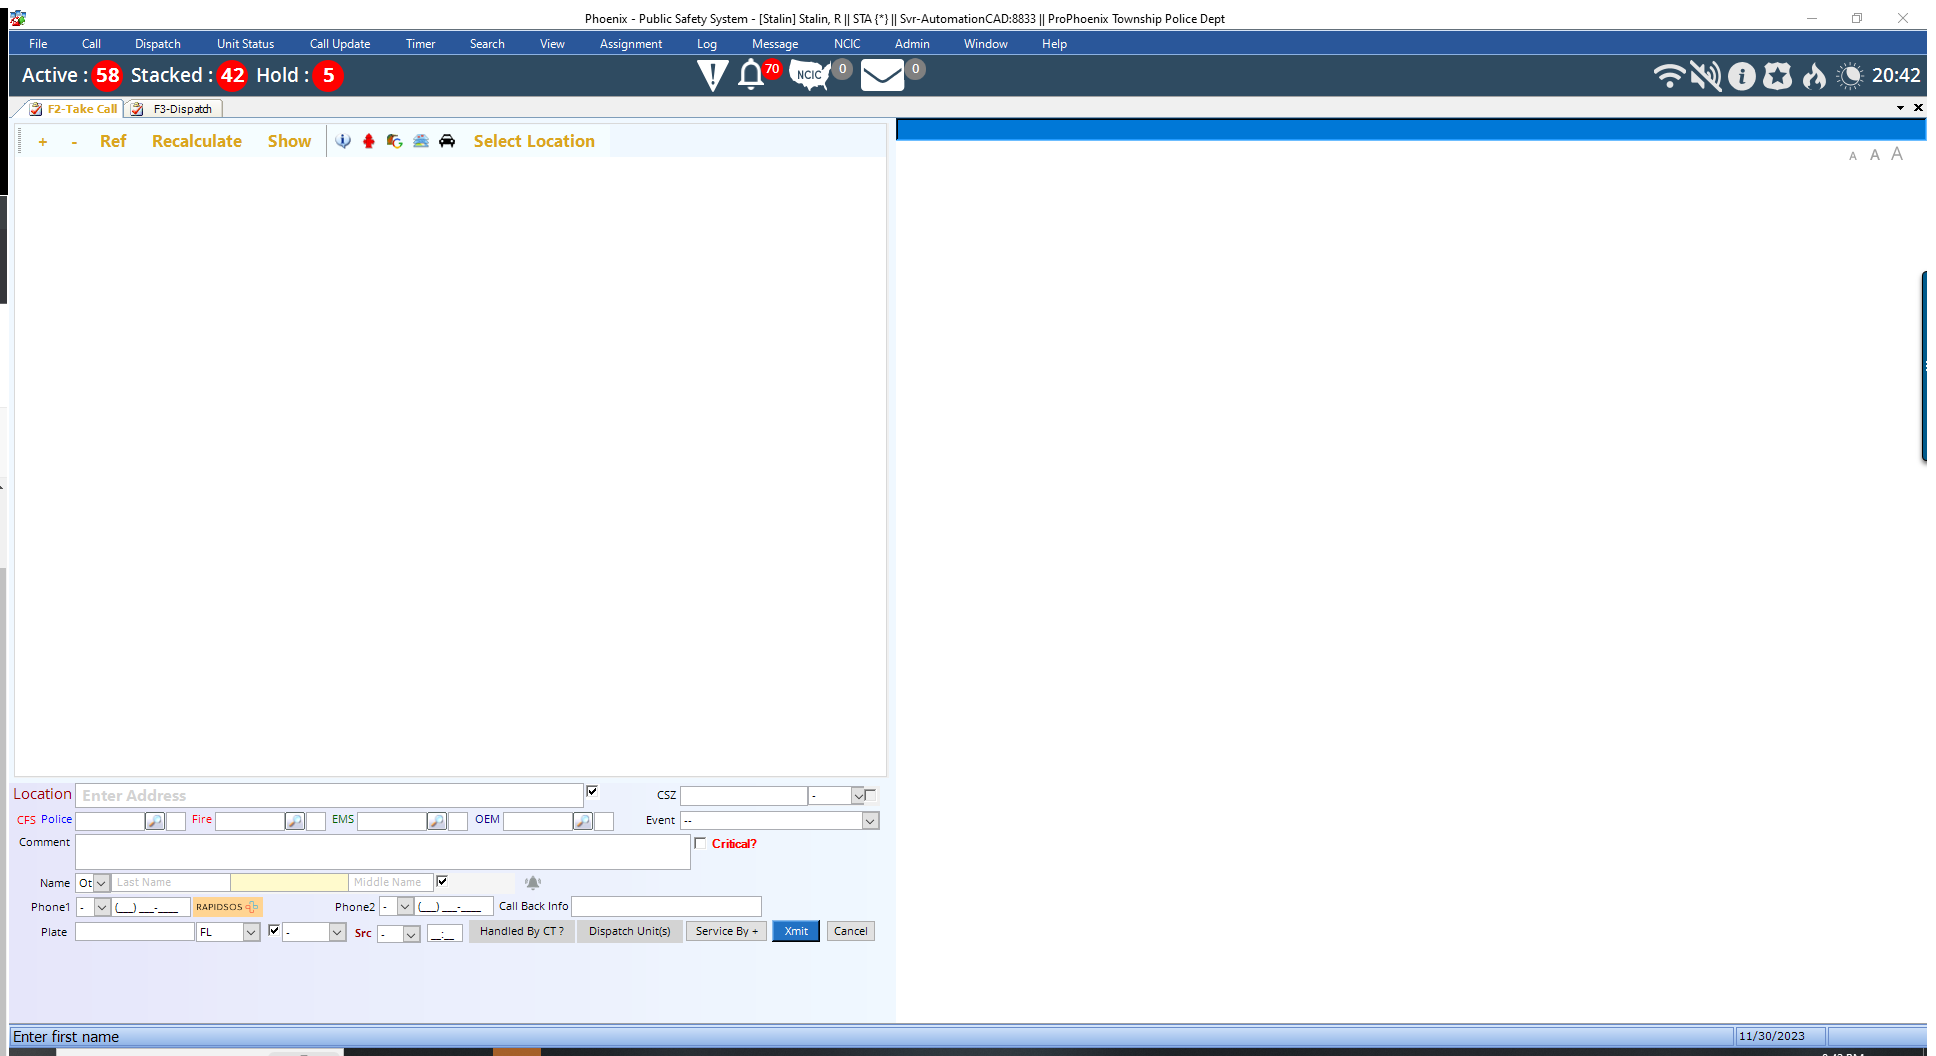 Phoenix - Public Safety System - [Stalin] Stalin, R || STA {*} || Svr-AutomationCAD:8833 || ProPhoenix Township Police Dept
File Call Dispatch Unit Status Call Update Timer Search View Assignment Log Message NCIC Admin Window Help
Active : 58 Stacked : 42 Hold : 5 70 NCIC 0 0 20:42
F2-Take Call F3-Dispatch
+ - Ref Recalculate Show Select Location
A A A
Location Enter Address CSZ -
CFS Police Fire EMS OEM Event --
Comment Critical?
Name Ot Last Name Middle Name
Phone1 - (__) ___-____ RAPIDSOS Phone2 - (__) ___-____ Call Back Info
Plate FL - Src - __:__ Handled By CT ? Dispatch Unit(s) Service By + Xmit Cancel
Enter first name 11/30/2023